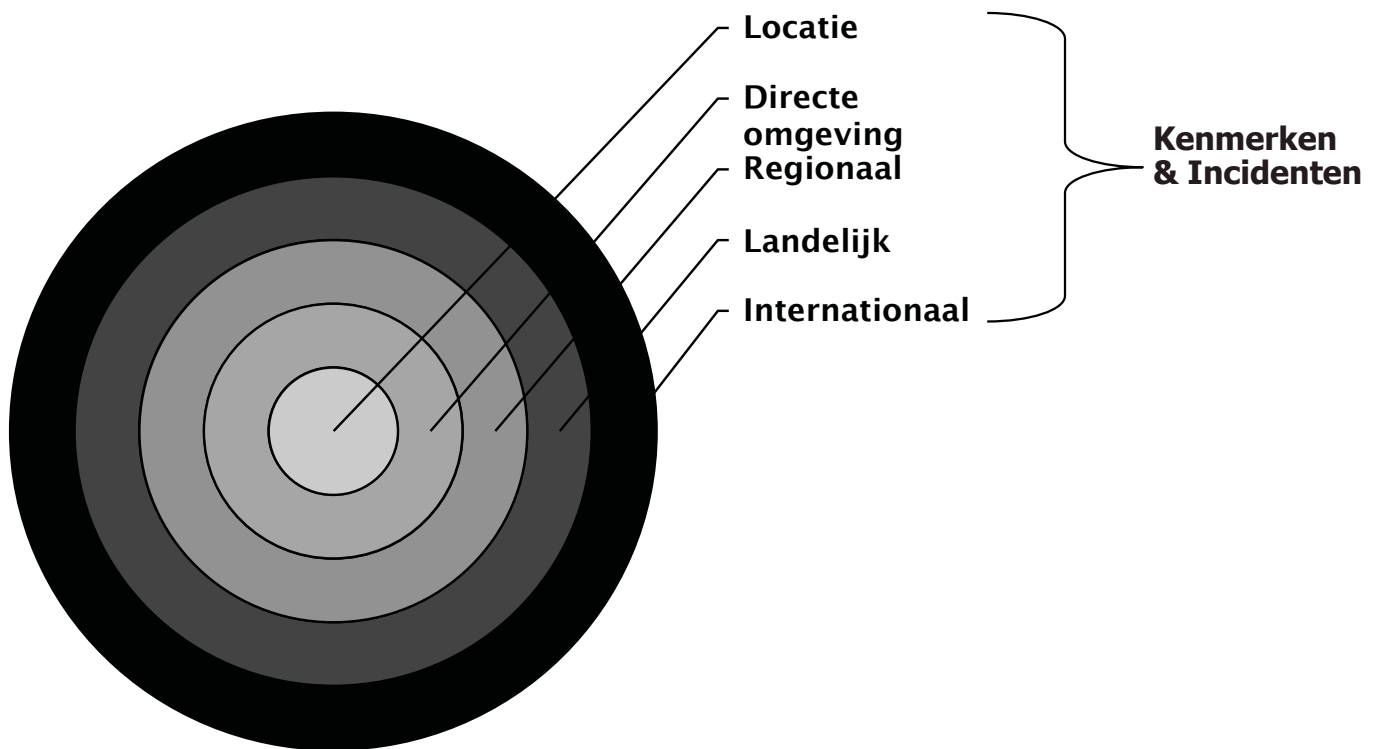 Locatie
Directe
omgeving
Regionaal
Landelijk
Internationaal
Kenmerken
& Incidenten